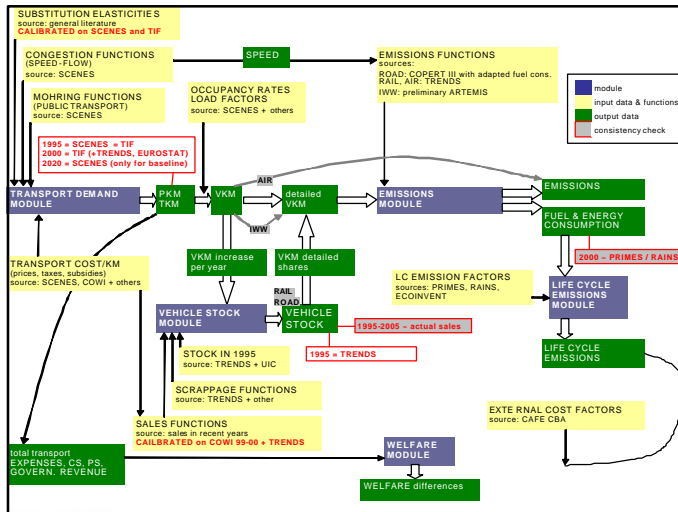 SUBSTITUTION ELASTICITIES
source: general literature
CALIBRATED on SCENES and TIF
CONGESTION FUNCTIONS
(SPEED-FLOW)
source: SCENES
SPEED
EMISSIONS FUNCTIONS
sources:
ROAD: COPERT III with adapted fuel cons.
RAIL, AIR: TRENDS
IWW: preliminary ARTEMIS
module
input data & functions
output data
consistency check
MOHRING FUNCTIONS
(PUBLIC TRANSPORT)
source: SCENES
OCCUPANCY RATES
LOAD FACTORS
source: SCENES + others
1995 = SCENES = TIF
2000 = TIF (+TRENDS, EUROSTAT)
2020 = SCENES (only for baseline)
TRANSPORT DEMAND
MODULE
PKM
TKM
VKM
AIR
IWW
detailed
VKM
EMISSIONS
MODULE
EMISSIONS
FUEL & ENERGY
CONSUMPTION
2000 – PRIMES / RAINS
TRANSPORT COST/KM
(prices, taxes, subsidies)
source: SCENES, COWI + others
VKM increase
per year
VKM detailed
shares
LC EMISSION FACTORS
sources: PRIMES, RAINS,
ECOINVENT
LIFE CYCLE
EMISSIONS
MODULE
RAIL
ROAD
VEHICLE STOCK
MODULE
VEHICLE
STOCK
1995-2005 – actual sales
1995 = TRENDS
LIFE CYCLE
EMISSIONS
STOCK IN 1995
source: TRENDS + UIC
SCRAPPAGE FUNCTIONS
source: TRENDS + other
SALES FUNCTIONS
source: sales in recent years
CAILBRATED on COWI 99-00 + TRENDS
EXTERNAL COST FACTORS
source: CAFE CBA
total transport
EXPENSES, CS, PS,
GOVERN. REVENUE
WELFARE
MODULE
WELFARE differences